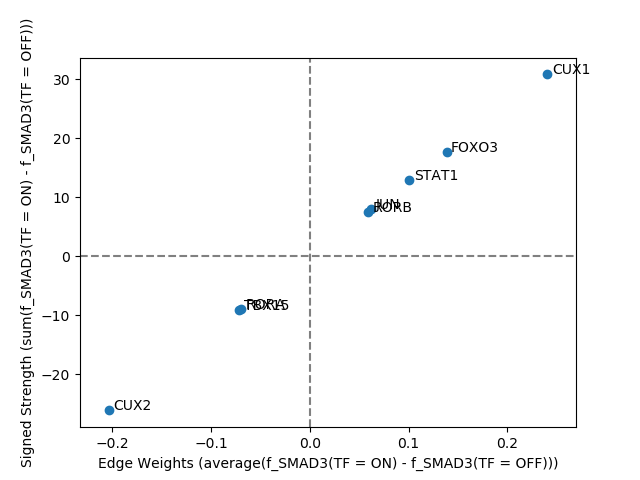 30
20
10
0
−10
−20
−0.2
−0.1
0.0
0.1
0.2
CUX1
FOXO3
STAT1
JUN
RORB
RORA
TBX15
CUX2
Edge Weights (average(f_SMAD3(TF = ON) - f_SMAD3(TF = OFF)))
Signed Strength (sum(f_SMAD3(TF = ON) - f_SMAD3(TF = OFF)))